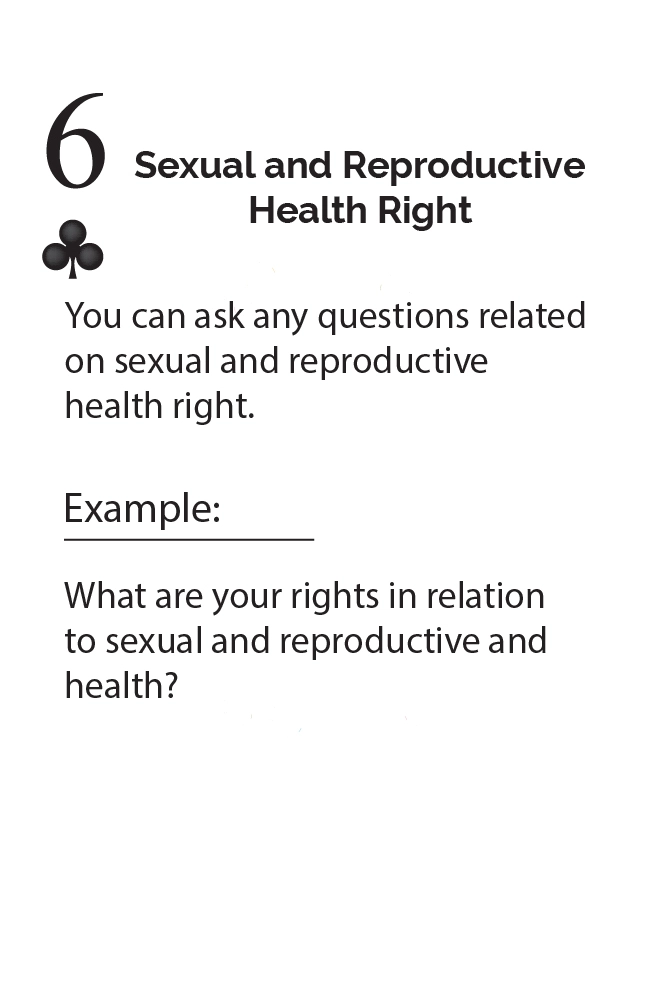 6
Sexual and Reproductive
Health Right
You can ask any questions related
on sexual and reproductive
health right.
Example:
What are your rights in relation
to sexual and reproductive and
health?